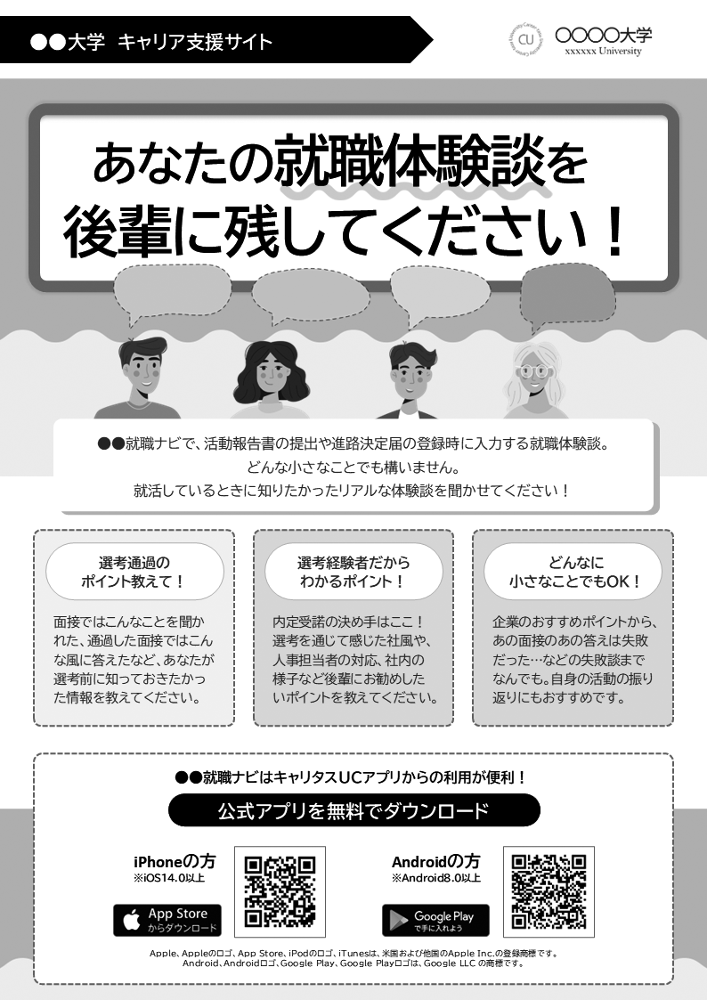 ●●大学 キャリア支援サイト
CU
〇〇〇〇大学
xxxxxx University
あなたの就職体験談を
後輩に残してください！
●●就職ナビで、活動報告書の提出や進路決定届の登録時に入力する就職体験談。
どんな小さなことでも構いません。
就活しているときに知りたかったリアルな体験談を聞かせてください！
選考通過の
ポイント教えて！
面接ではこんなことを聞か
れた、通過した面接ではこん
な風に答えたなど、あなたが
選考前に知っておきたかっ
た情報を教えてください。
選考経験者だから
わかるポイント！
内定受諾の決め手はここ！
選考を通じて感じた社風や、
人事担当者の対応、社内の
様子など後輩にお勧めした
いポイントを教えてください。
どんなに
小さなことでもOK！
企業のおすすめポイントから、
あの面接のあの答えは失敗
だった…などの失敗談まで
なんでも。自身の活動の振り
返りにもおすすめです。
●●就職ナビはキャリタスUCアプリからの利用が便利！
公式アプリを無料でダウンロード
iPhoneの方
※iOS14.0以上
App Store
からダウンロード
Androidの方
※Android8.0以上
Google Play
で手に入れよう
Apple、Appleのロゴ、App Store、iPodのロゴ、iTunesは、米国および他国のApple Inc.の登録商標です。
Android、Androidロゴ、Google Play、Google Playロゴは、Google LLC の商標です。